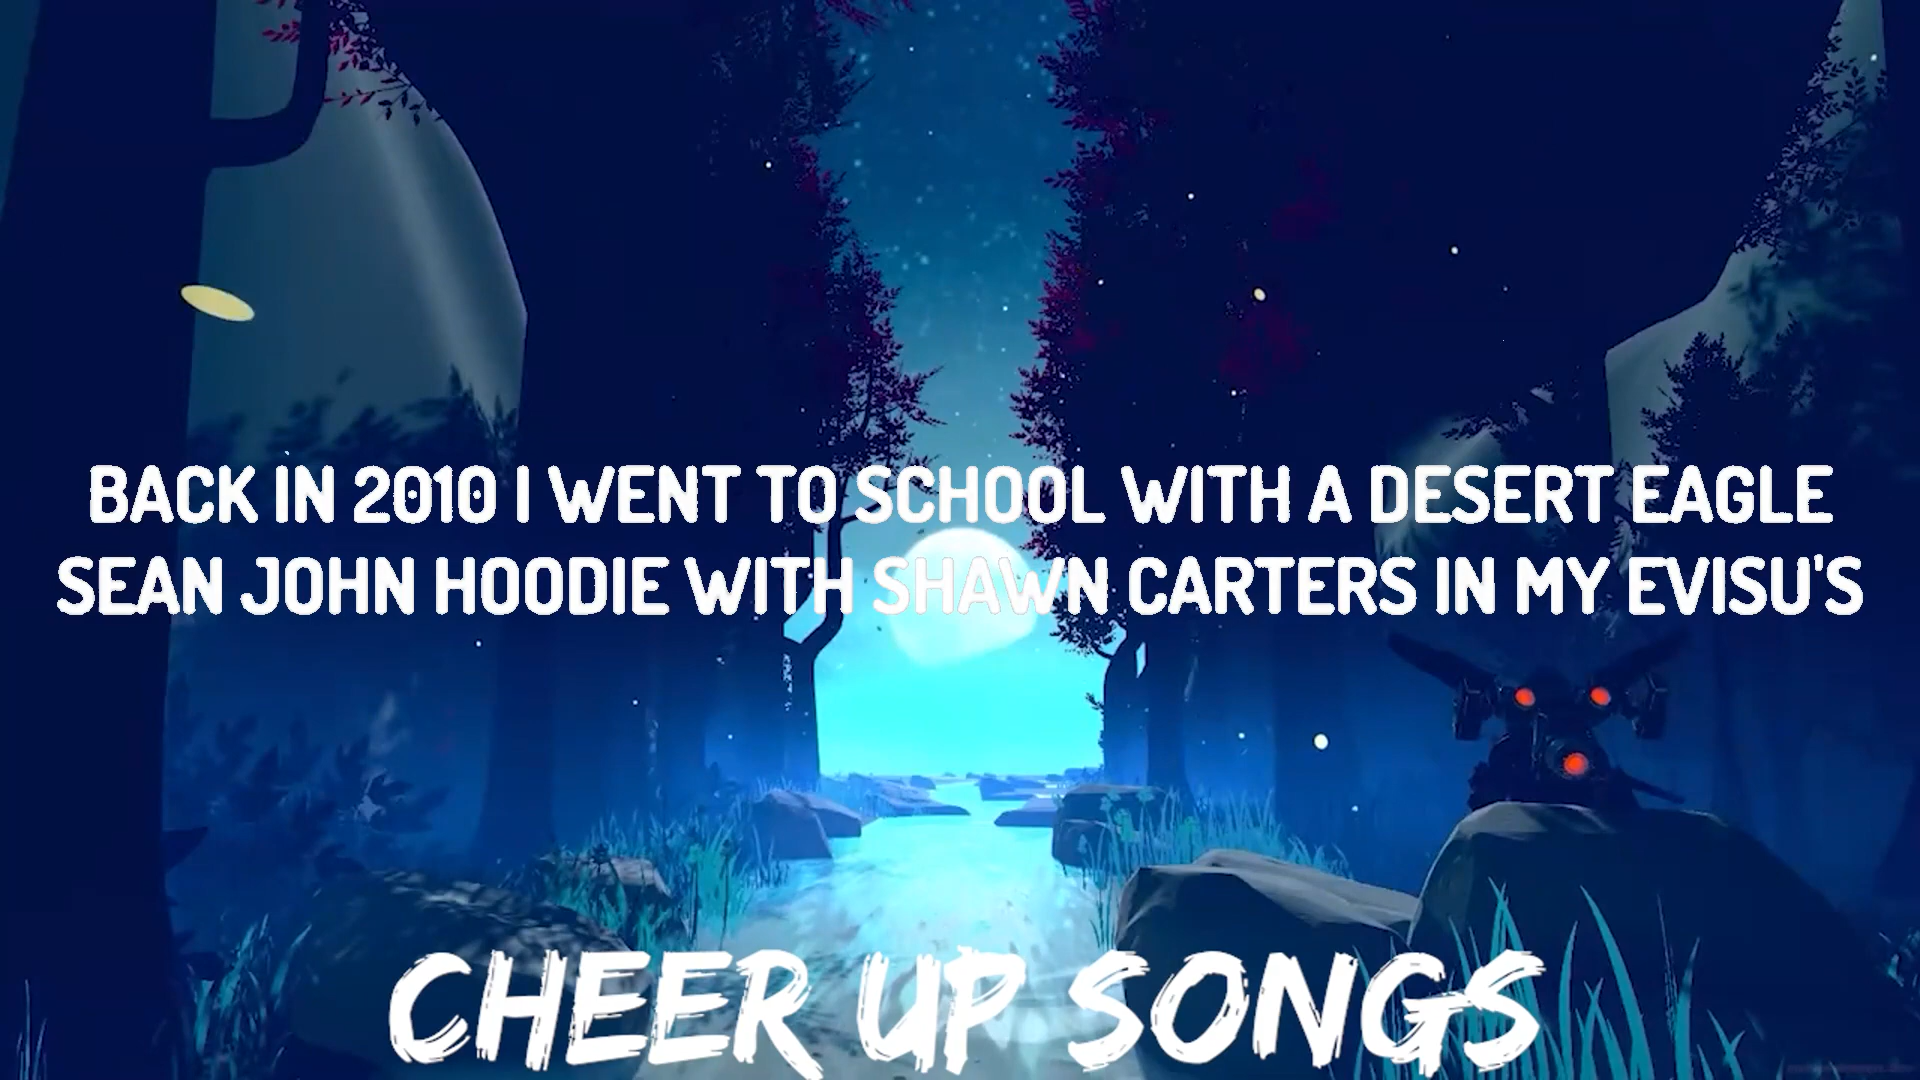 BACK IN 2010 I WENT TO SCHOOL WITH A DESERT EAGLE
SEAN JOHN HOODIE WITH SHAWN CARTERS IN MY EVISU'S
CHEER UP SONGS